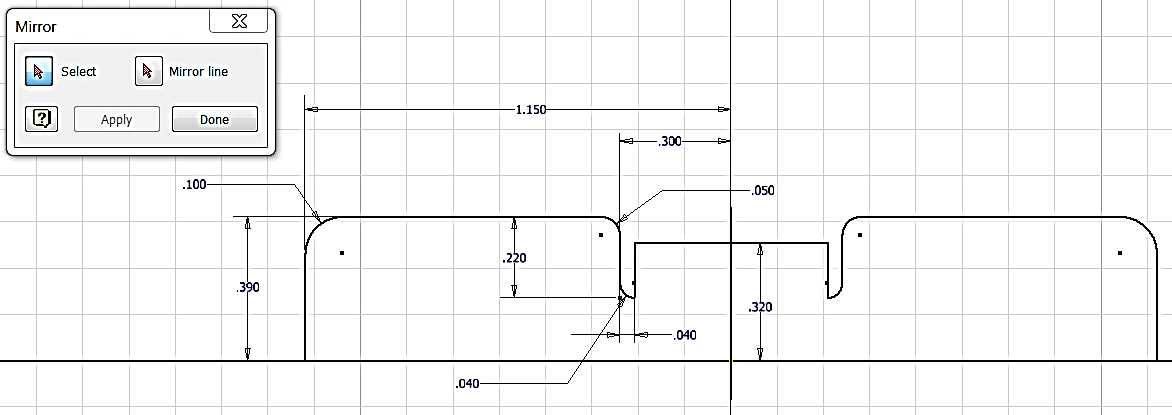 Mirror
Select
Mirror line
Apply
Done
1.150
.300
.100
.050
.220
.390
.320
.040
.040